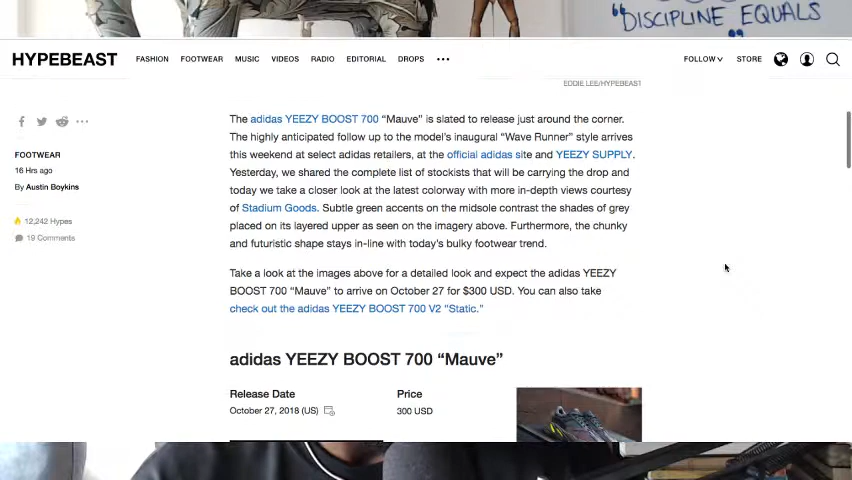 "DISCIPLINE EQUALS
HYPEBEAST
FASHION FOOTWEAR MUSIC VIDEOS RADIO EDITORIAL DROPS
FOLLOW STORE
EDDIE LEE/HYPEBEAST
FOOTWEAR
16 Hrs ago
By Austin Boykins
12,242 Hypes
19 Comments
The adidas YEEZY BOOST 700 “Mauve” is slated to release just around the corner.
The highly anticipated follow up to the model’s inaugural “Wave Runner” style arrives
this weekend at select adidas retailers, at the official adidas site and YEEZY SUPPLY.
Yesterday, we shared the complete list of stockists that will be carrying the drop and
today we take a closer look at the latest colorway with more in-depth views courtesy
of Stadium Goods. Subtle green accents on the midsole contrast the shades of grey
placed on its layered upper as seen on the imagery above. Furthermore, the chunky
and futuristic shape stays in-line with today’s bulky footwear trend.
Take a look at the images above for a detailed look and expect the adidas YEEZY
BOOST 700 “Mauve” to arrive on October 27 for $300 USD. You can also take
check out the adidas YEEZY BOOST 700 V2 “Static.”
adidas YEEZY BOOST 700 “Mauve”
Release Date
October 27, 2018 (US)
Price
300 USD